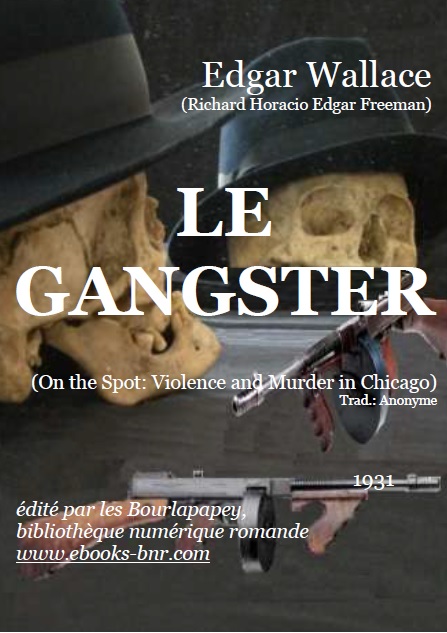 Edgar Wallace
(Richard Horacio Edgar Freeman)
LE
GANGSTER
(On the Spot: Violence and Murder in Chicago)
Trad.: Anonyme
1931
édité par les Bourlapapey,
bibliothèque numérique romande
www.ebooks-bnr.com